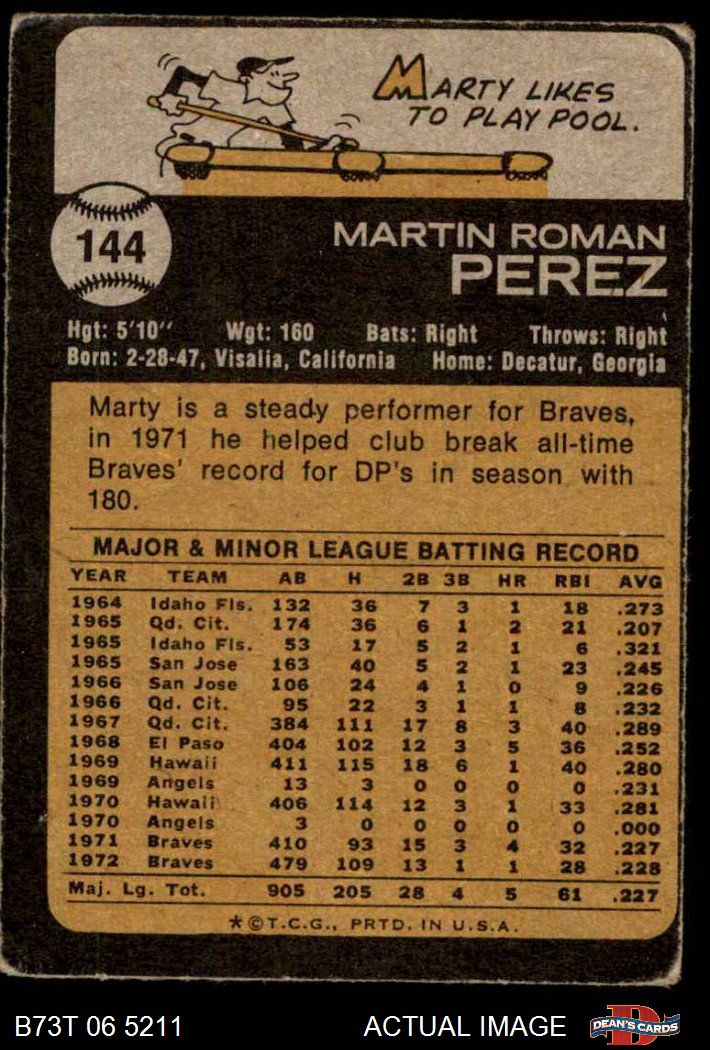 MARTY LIKES
TO PLAY POOL.
144
MARTIN ROMAN
PEREZ
Hgt: 5'10" Wgt: 160 Bats: Right Throws: Right
Born: 2-28-47, Visalia, California Home: Decatur, Georgia
Marty is a steady performer for Braves,
in 1971 he helped club break all-time
Braves' record for DP's in season with
180.
MAJOR & MINOR LEAGUE BATTING RECORD
YEAR TEAM AB H 2B 3B HR RBI AVG
1964 Idaho Fls. 132 36 7 3 1 18 .273
1965 Qd. Cit. 174 36 6 1 2 21 .207
1965 Idaho Fls. 53 17 5 2 1 6 .321
1965 San Jose 163 40 5 2 1 23 .245
1966 San Jose 106 24 4 1 0 9 .226
1966 Qd. Cit. 95 22 3 1 1 8 .232
1967 Qd. Cit. 384 111 17 8 3 40 .289
1968 El Paso 404 102 12 3 5 36 .252
1969 Hawaii 411 115 18 6 1 40 .280
1969 Angels 13 3 0 0 0 0 .231
1970 Hawaii 406 114 12 3 1 33 .281
1970 Angels 3 0 0 0 0 0 .000
1971 Braves 410 93 15 3 4 32 .227
1972 Braves 479 109 13 1 1 28 .228
Maj. Lg. Tot. 905 205 28 4 5 61 .227
*©T.C.G., PRTD. IN U.S.A.
B73T 06 5211 ACTUAL IMAGE D DEAN'S CARDS